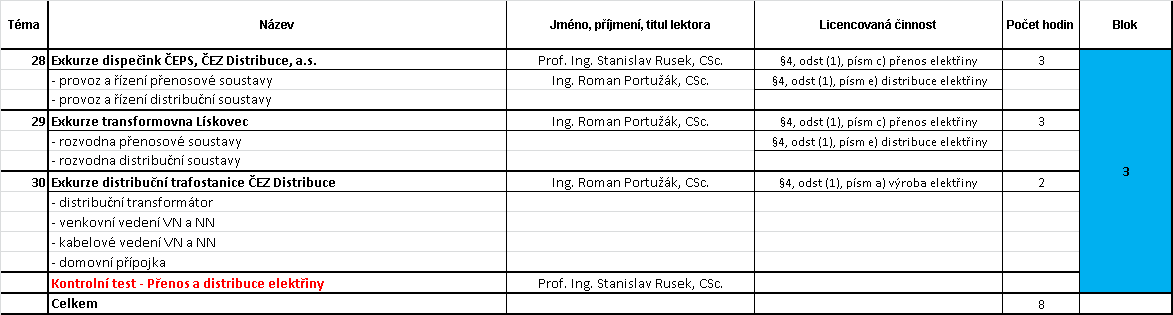 Téma Název Jméno, příjmení, titul lektora Licencovaná činnost Počet hodin Blok
28 Exkurze dispečink ČEPS, ČEZ Distribuce, a.s. Prof. Ing. Stanislav Rusek, CSc. §4, odst (1), písm c) přenos elektřiny 3
- provoz a řízení přenosové soustavy Ing. Roman Portužák, CSc. §4, odst (1), písm e) distribuce elektřiny
- provoz a řízení distribuční soustavy
29 Exkurze transformovna Lískovec Ing. Roman Portužák, CSc. §4, odst (1), písm c) přenos elektřiny 3
- rozvodna přenosové soustavy §4, odst (1), písm e) distribuce elektřiny
- rozvodna distribuční soustavy
3
30 Exkurze distribuční trafostanice ČEZ Distribuce Ing. Roman Portužák, CSc. §4, odst (1), písm a) výroba elektřiny 2
- distribuční transformátor
- venkovní vedení VN a NN
- kabelové vedení VN a NN
- domovní přípojka
Kontrolní test - Přenos a distribuce elektřiny Prof. Ing. Stanislav Rusek, CSc.
Celkem 8